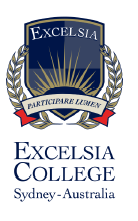 EXCELSIA
PARTICIPARE LUMEN
EXCELSIA
COLLEGE
Sydney-Australia